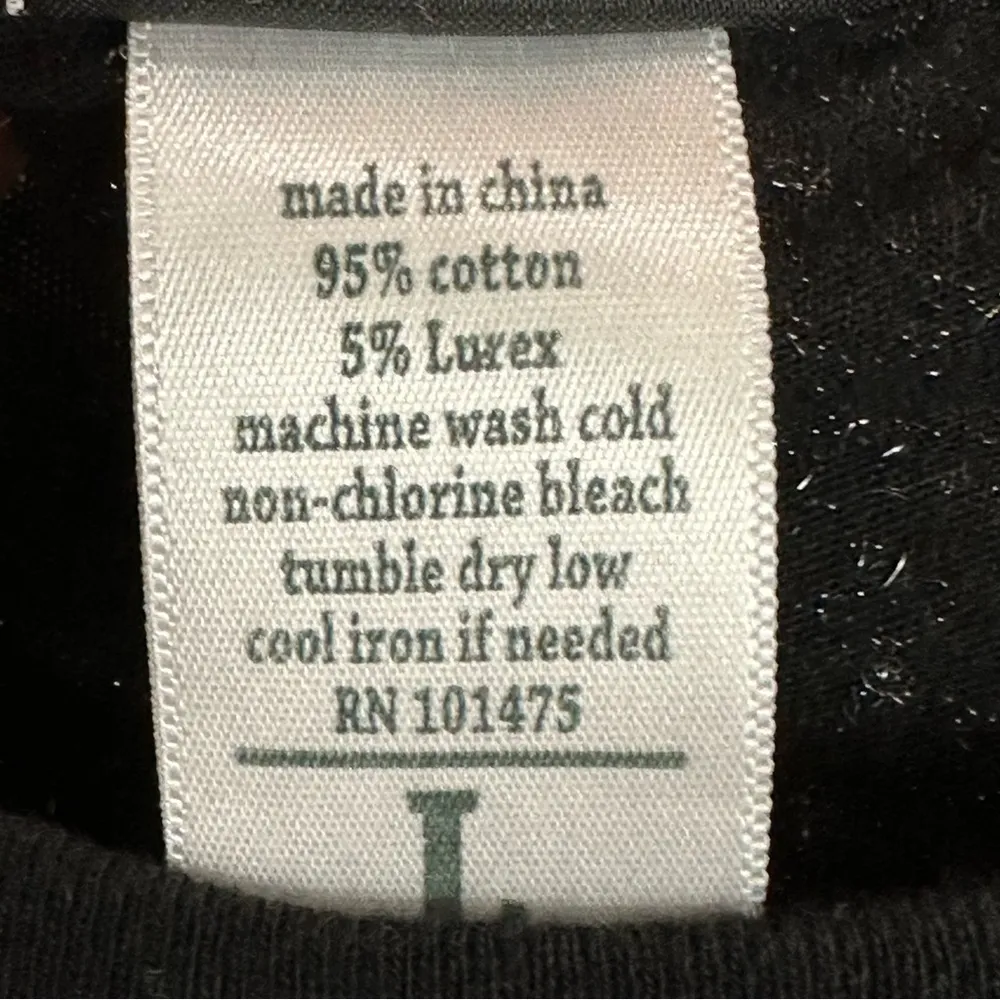 made in china
95% cotton
5% Lurex
machine wash cold
non-chlorine bleach
tumble dry low
cool iron if needed
RN 101475
L